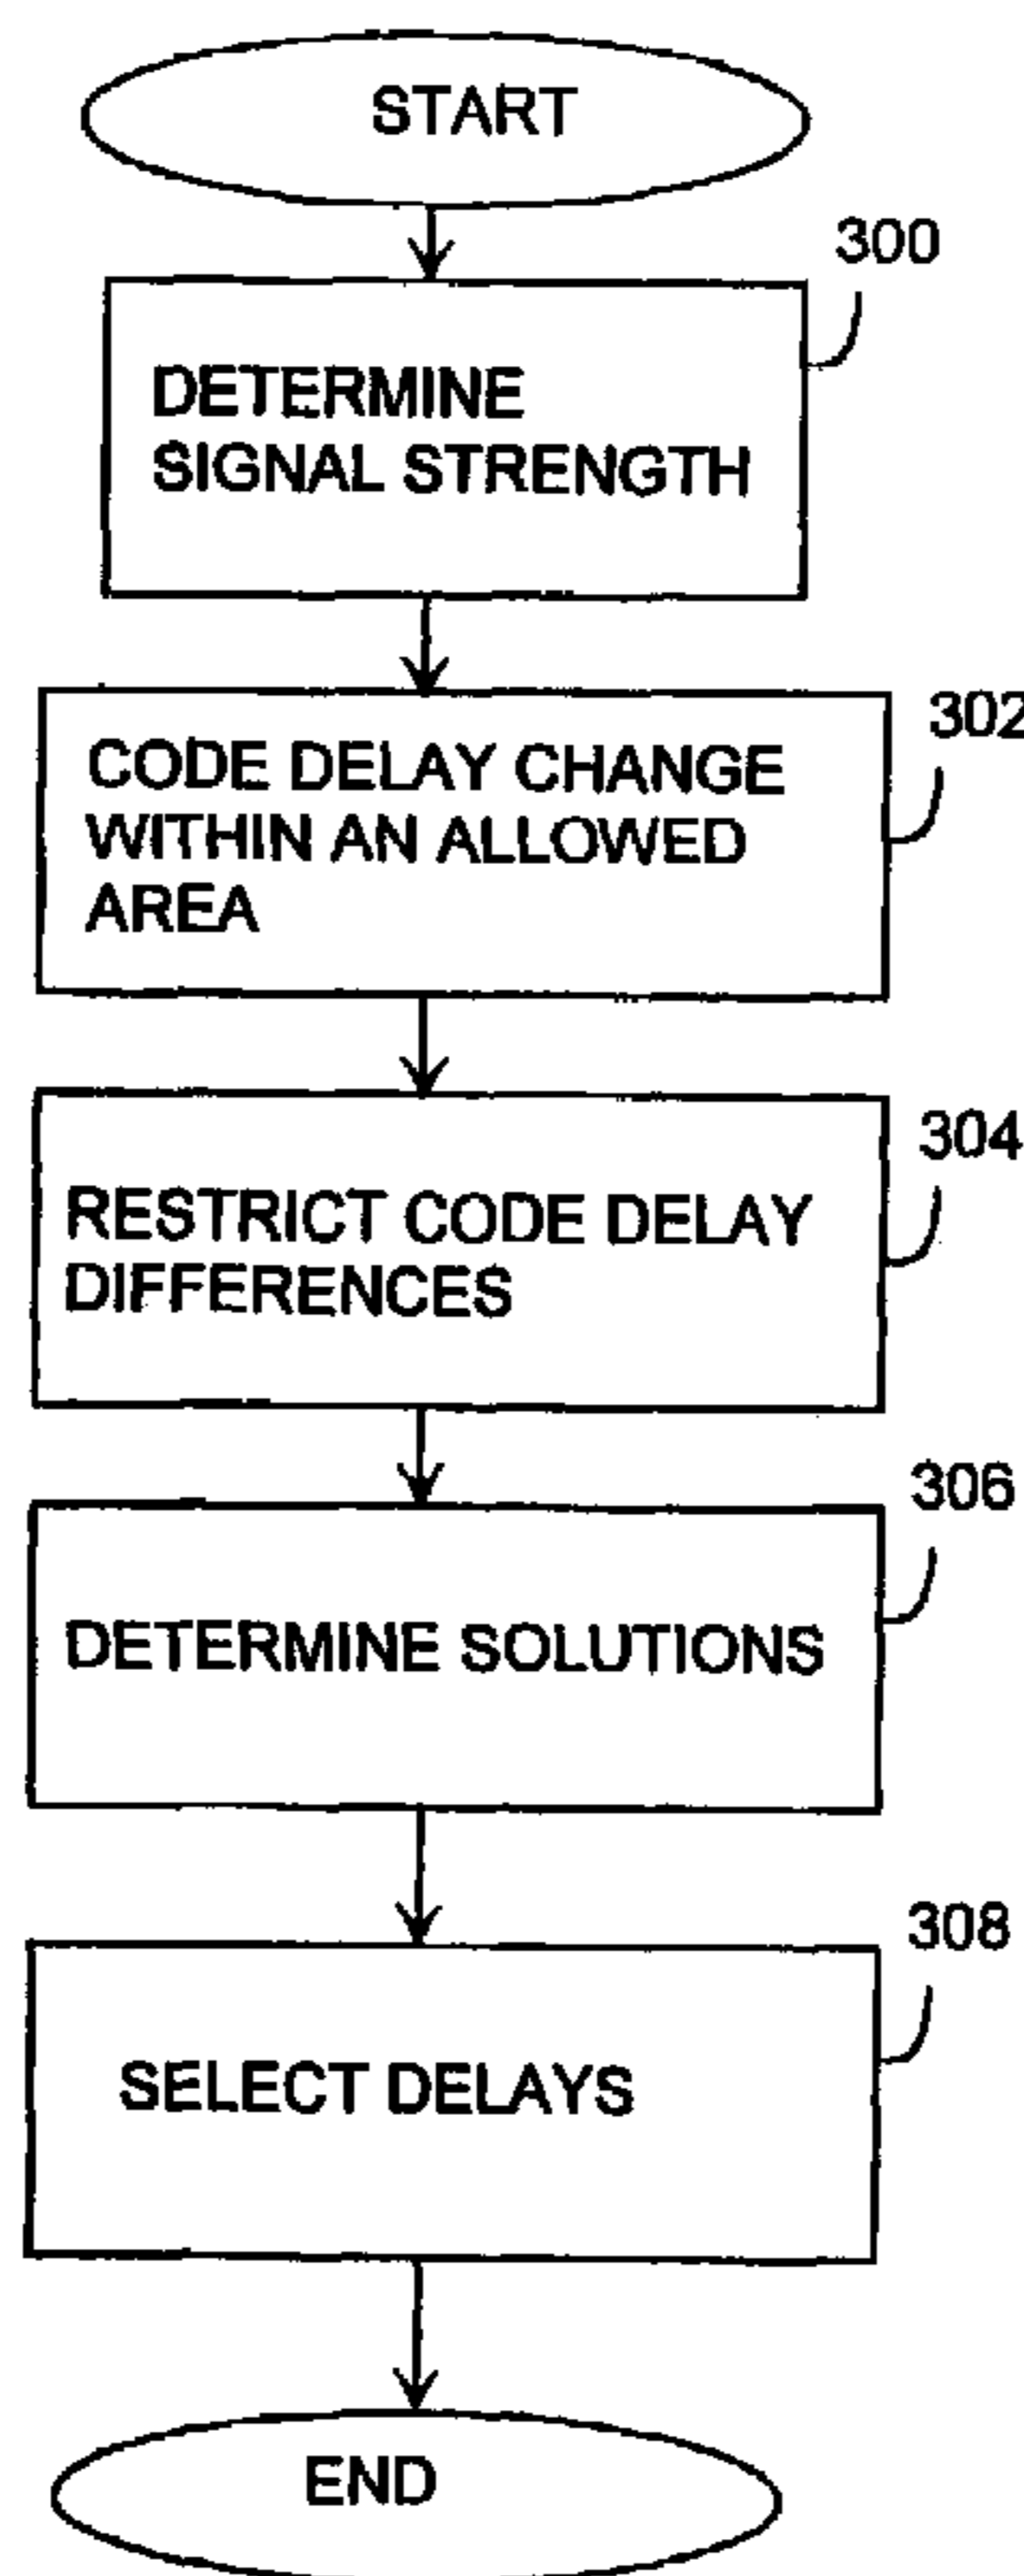 START
300
DETERMINE
SIGNAL STRENGTH
302
CODE DELAY CHANGE
WITHIN AN ALLOWED
AREA
304
RESTRICT CODE DELAY
DIFFERENCES
306
DETERMINE SOLUTIONS
308
SELECT DELAYS
END